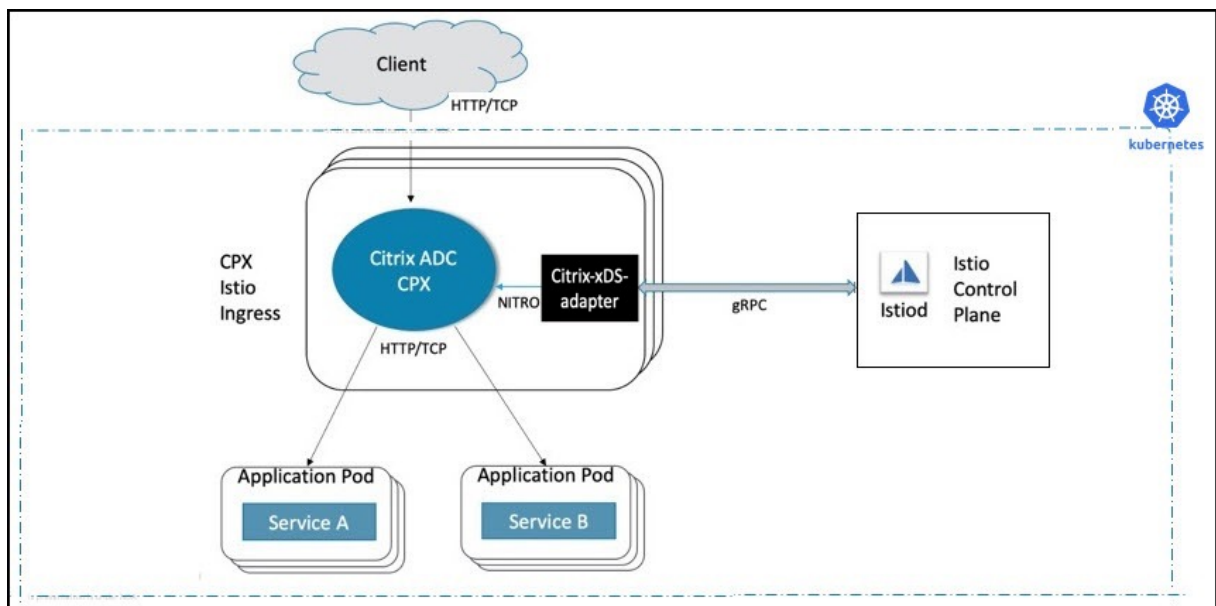 Client
HTTP/TCP
kubernetes
CPX
Istio
Ingress
Citrix ADC
CPX
NITRO
Citrix-xDS-
adapter
gRPC
Istiod
Istio
Control
Plane
HTTP/TCP
Application Pod
Service A
Application Pod
Service B